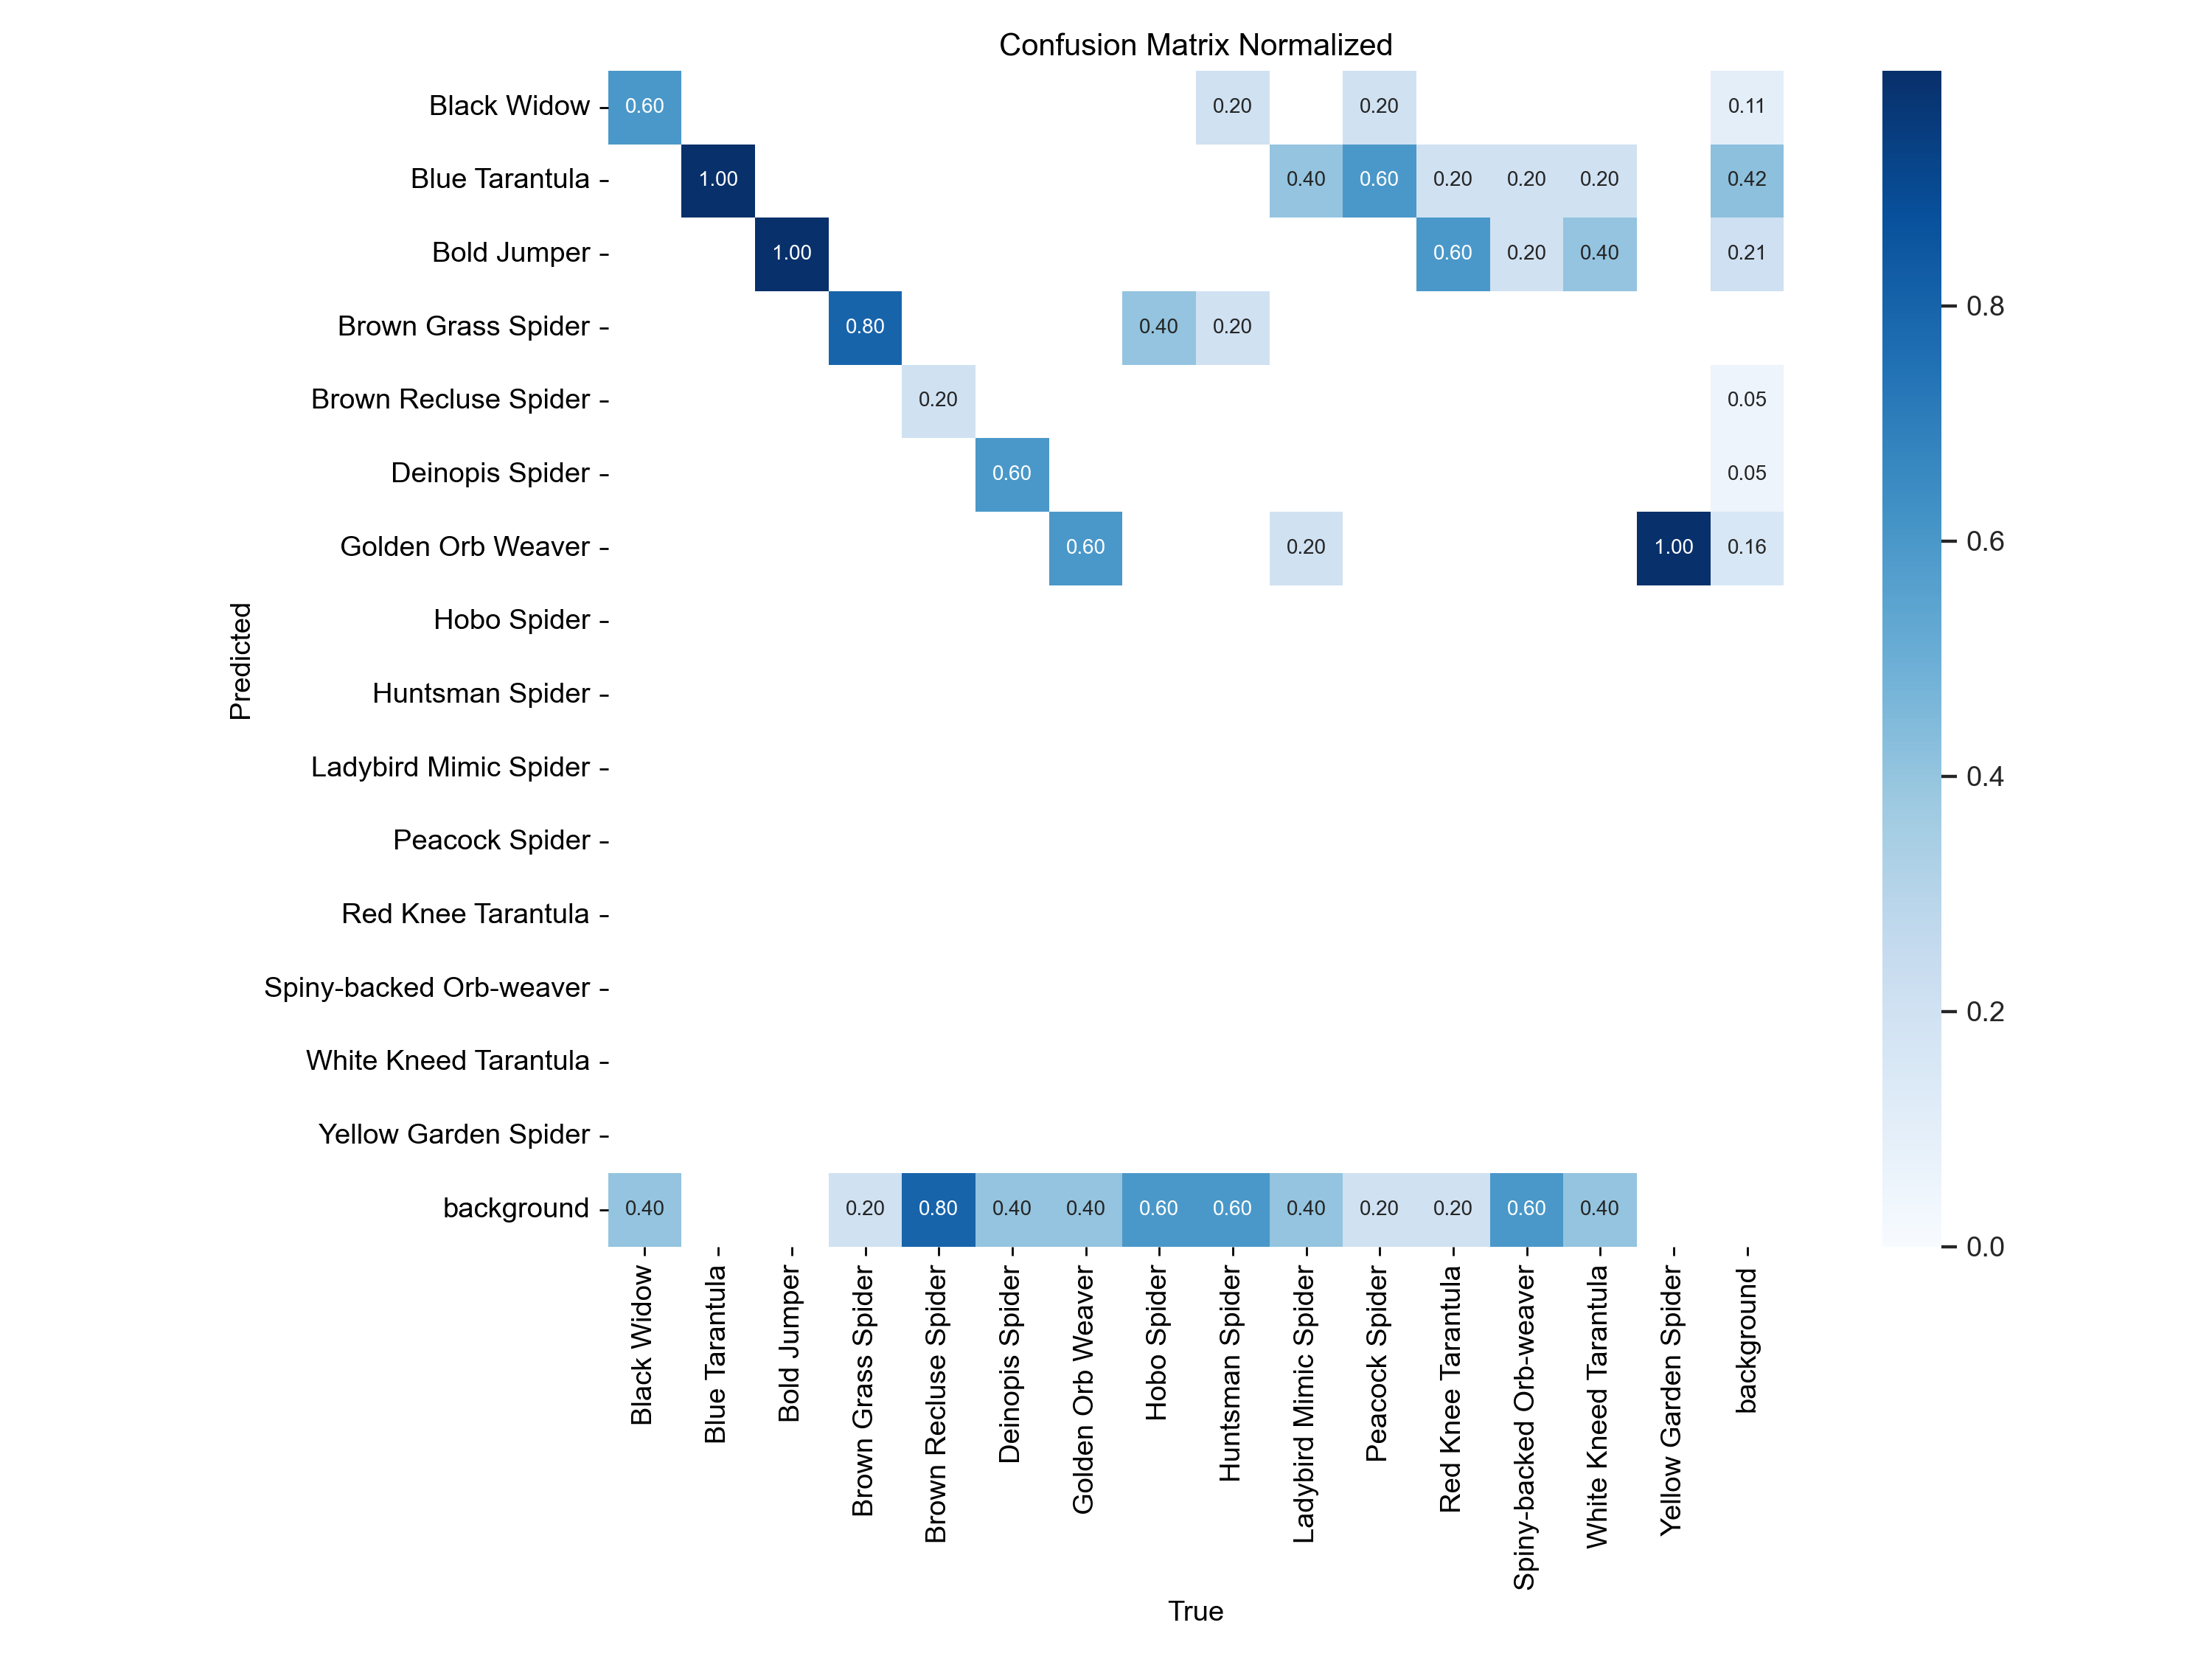 Confusion Matrix Normalized
Black Widow 0.60 0.20 0.20 0.11
Blue Tarantula 1.00 0.40 0.60 0.20 0.20 0.20 0.42
Bold Jumper 1.00 0.60 0.20 0.40 0.21
Brown Grass Spider 0.80 0.40 0.20
Brown Recluse Spider 0.20 0.05
Deinopis Spider 0.60 0.05
Golden Orb Weaver 0.60 0.20 1.00 0.16
Hobo Spider
Huntsman Spider
Ladybird Mimic Spider
Peacock Spider
Red Knee Tarantula
Spiny-backed Orb-weaver
White Kneed Tarantula
Yellow Garden Spider
background 0.40 0.20 0.80 0.40 0.40 0.60 0.60 0.40 0.20 0.20 0.60 0.40
Predicted
Black Widow
Blue Tarantula
Bold Jumper
Brown Grass Spider
Brown Recluse Spider
Deinopis Spider
Golden Orb Weaver
Hobo Spider
Huntsman Spider
Ladybird Mimic Spider
Peacock Spider
Red Knee Tarantula
Spiny-backed Orb-weaver
White Kneed Tarantula
Yellow Garden Spider
background
True
0.8
0.6
0.4
0.2
0.0